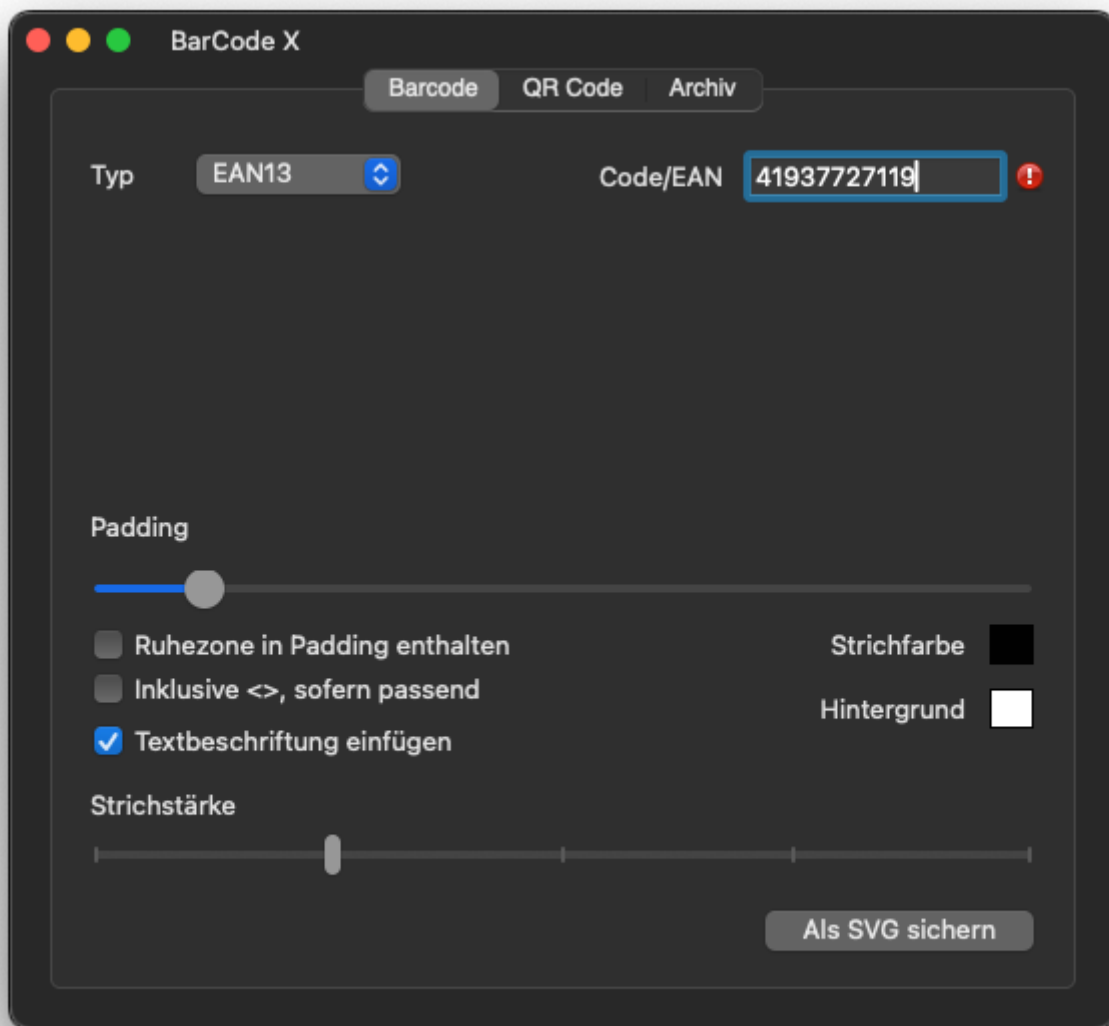 BarCode X
Barcode QR Code Archiv
Typ EAN13 Code/EAN 41937727119
Padding
Ruhezone in Padding enthalten Strichfarbe
Inklusive <>, sofern passend
Hintergrund
Textbeschriftung einfügen
Strichstärke
Als SVG sichern